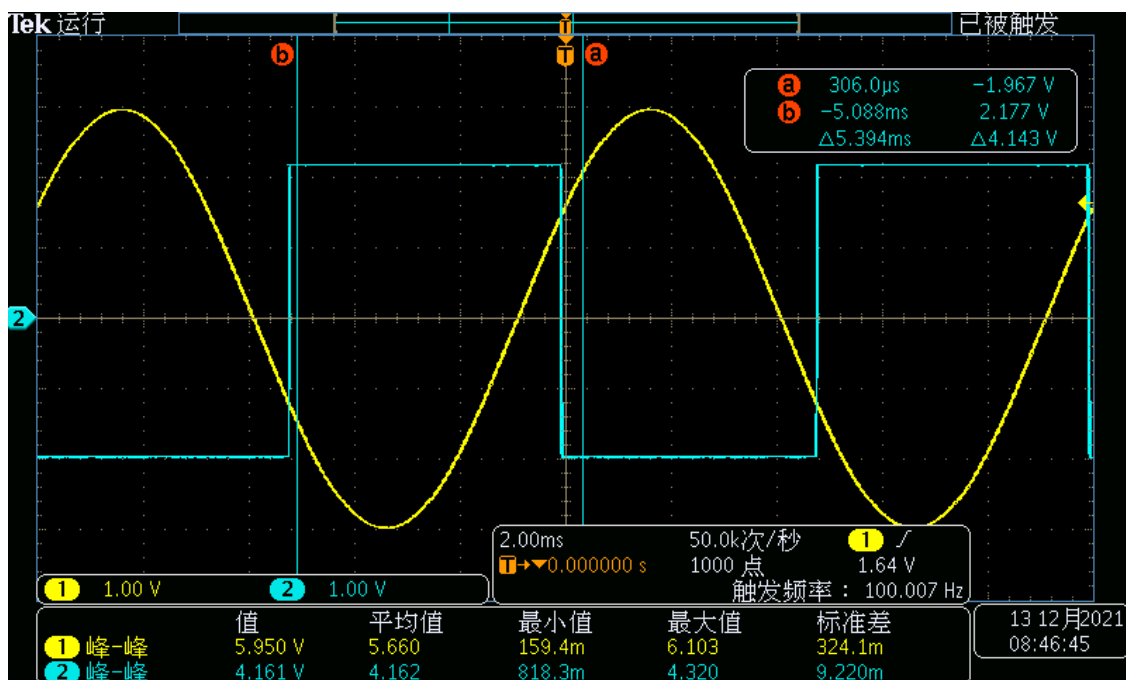 Tek 运行 T 已被触发
b T a
a 306.0μs -1.967 V
b -5.088ms 2.177 V
△5.394ms △4.143 V
2
2.00ms 50.0k次/秒 1 /
T→▼0.000000 s 1000 点 1.64 V
触发频率： 100.007 Hz
1 1.00 V 2 1.00 V
值 平均值 最小值 最大值 标准差
1 峰-峰 5.950 V 5.660 159.4m 6.103 324.1m
2 峰-峰 4.161 V 4.162 818.3m 4.320 9.220m
13 12月2021
08:46:45